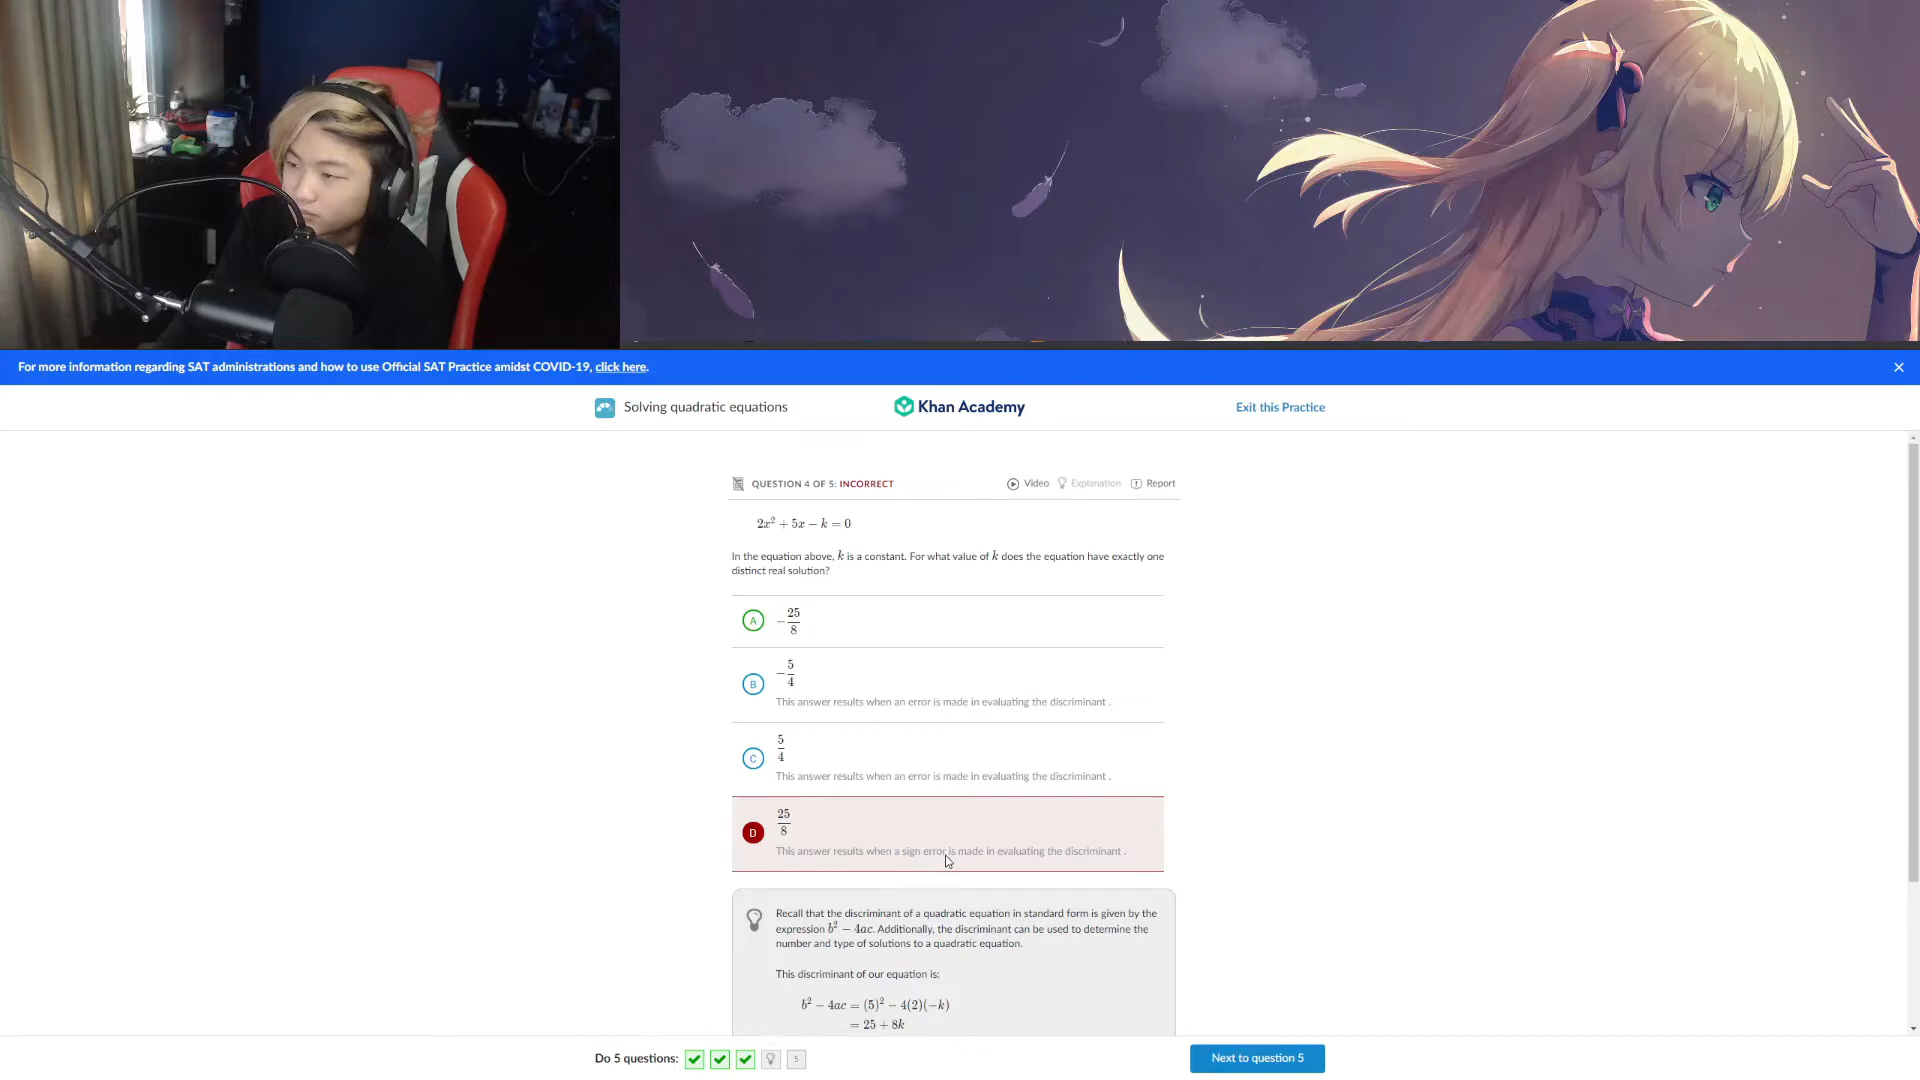 For more information regarding SAT administrations and how to use Official SAT Practice amidst COVID-19, click here.
Solving quadratic equations
Khan Academy
Exit this Practice
QUESTION 4 OF 5: INCORRECT
Video
Explanation
Report
2x² + 5x − k = 0
In the equation above, k is a constant. For what value of k does the equation have exactly one
distinct real solution?
A
−25/8
B
−5/4
This answer results when an error is made in evaluating the discriminant .
C
5/4
This answer results when an error is made in evaluating the discriminant .
D
25/8
This answer results when a sign error is made in evaluating the discriminant .
Recall that the discriminant of a quadratic equation in standard form is given by the
expression b² − 4ac. Additionally, the discriminant can be used to determine the
number and type of solutions to a quadratic equation.
This discriminant of our equation is:
b² − 4ac = (5)² − 4(2)(−k)
= 25 + 8k
Do 5 questions:
5
Next to question 5